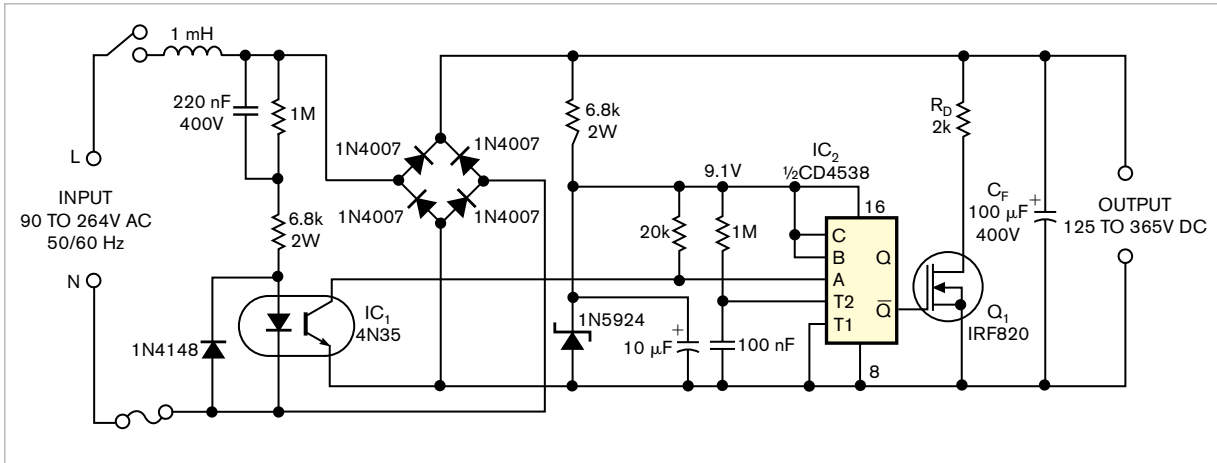 1 mH
220 nF
400V
1M
L
INPUT
90 TO 264V AC
50/60 Hz
N
6.8k
2W
1N4148
IC1
4N35
1N4007
1N4007
1N4007
1N4007
6.8k
2W
9.1V
20k
1M
1N5924
10 µF
+
100 nF
IC2
½CD4538
16
C
B
A
T2
T1
Q
Q̅
8
RD
2k
Q1
IRF820
CF
100 µF
400V
+
OUTPUT
125 TO 365V DC